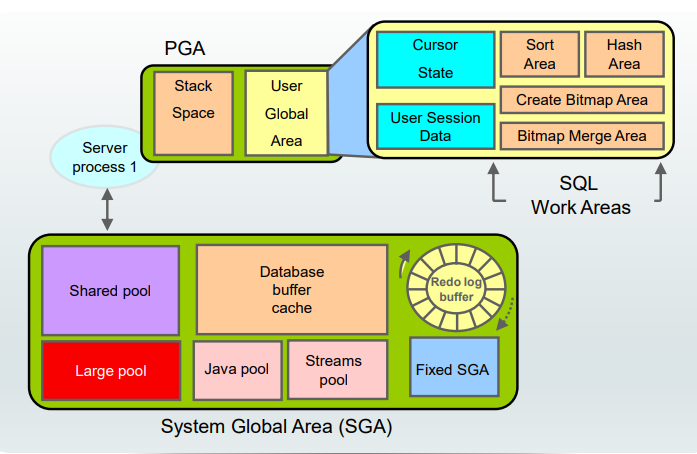 PGA
Stack
Space
User
Global
Area
Cursor
State
User Session
Data
Sort
Area
Hash
Area
Create Bitmap Area
Bitmap Merge Area
SQL
Work Areas
Server
process 1
Shared pool
Database
buffer
cache
Redo log
buffer
Large pool
Java pool
Streams
pool
Fixed SGA
System Global Area (SGA)